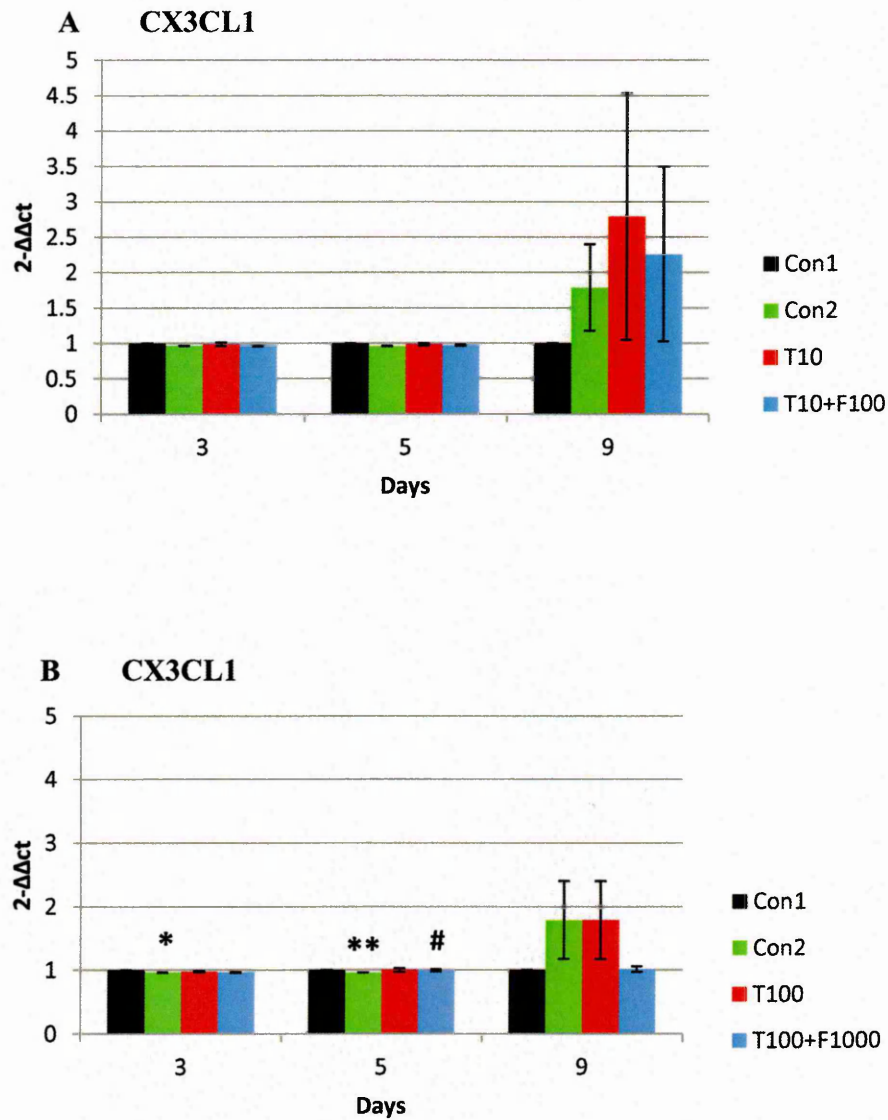 A CX3CL1
5
4.5
4
3.5
3
2.5
2
1.5
1
0.5
0
2-ΔΔct
3 5 9
Days
Con1
Con2
T10
T10+F100
B CX3CL1
5
4
3
2
1
0
2-ΔΔct
* ** #
3 5 9
Days
Con1
Con2
T100
T100+F1000